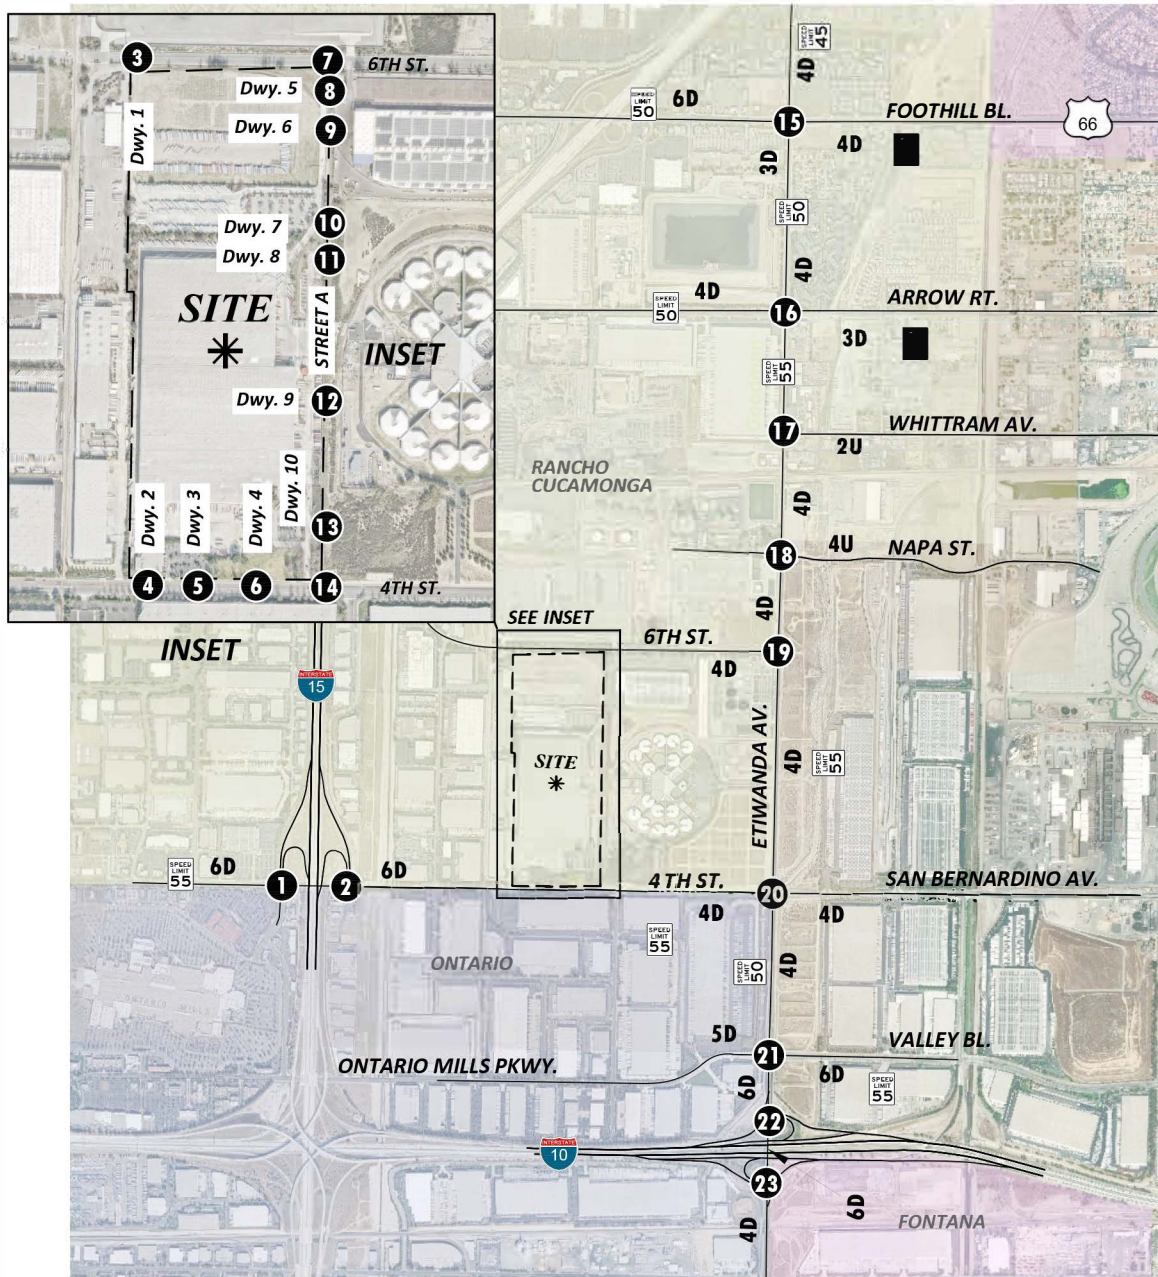 3
7
6TH ST.
Dwy. 5
8
Dwy. 1
Dwy. 6
9
Dwy. 7
10
Dwy. 8
11
SITE
STREET A
INSET
Dwy. 9
12
Dwy. 2
Dwy. 3
Dwy. 4
Dwy. 10
13
4
5
6
14
4TH ST.
SPEED LIMIT 45
4D
SPEED LIMIT 50
6D
15
FOOTHILL BL.
66
3D
4D
SPEED LIMIT 50
4D
SPEED LIMIT 50
4D
16
ARROW RT.
3D
SPEED LIMIT 55
17
WHITTRAM AV.
2U
RANCHO
CUCAMONGA
4D
18
4U
NAPA ST.
4D
SEE INSET
6TH ST.
19
4D
INSET
INTERSTATE
15
SITE
ETIWANDA AV.
4D
SPEED LIMIT 55
SPEED LIMIT 55
6D
1
2
6D
4 TH ST.
20
SAN BERNARDINO AV.
4D
4D
SPEED LIMIT 55
ONTARIO
SPEED LIMIT 50
4D
ONTARIO MILLS
5D
21
VALLEY BL.
ONTARIO MILLS PKWY.
6D
6D
SPEED LIMIT 55
22
INTERSTATE
10
23
6D
4D
FONTANA